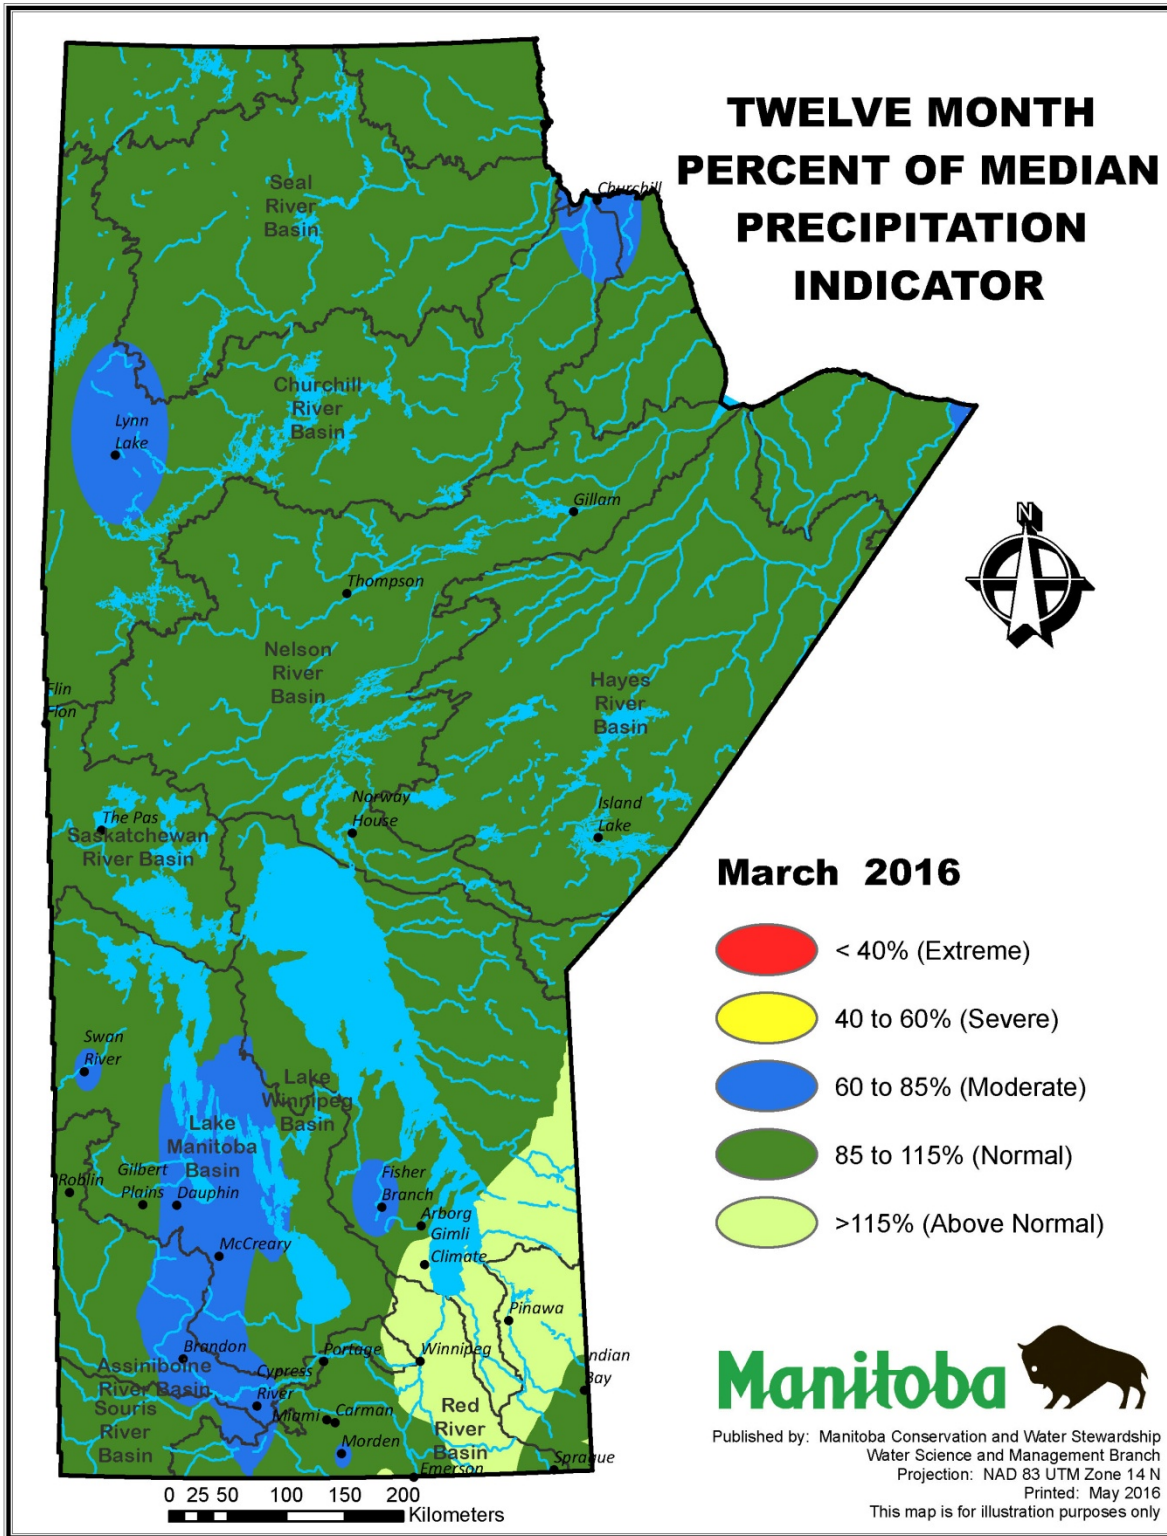 TWELVE MONTH
PERCENT OF MEDIAN
PRECIPITATION
INDICATOR
Churchill
Seal
River
Basin
Churchill
River
Basin
Lynn
Lake
Gillam
N
Thompson
Nelson
River
Basin
Hayes
River
Basin
Flin
Flon
Norway
House
Island
Lake
The Pas
Saskatchewan
River Basin
March 2016
< 40% (Extreme)
40 to 60% (Severe)
60 to 85% (Moderate)
85 to 115% (Normal)
>115% (Above Normal)
Swan
River
Lake
Winnipeg
Basin
Lake
Manitoba
Basin
Roblin
Gilbert
Plains
Dauphin
Fisher
Branch
Arborg
Gimli
Climate
McCreary
Pinawa
Brandon
Assiniboine
River Basin
Souris
River
Basin
Cypress
River
Portage
Winnipeg
Indian
Bay
Miami
Carman
Morden
Red
River
Basin
Emerson
Sprague
0 25 50 100 150 200
Kilometers
Manitoba
Published by: Manitoba Conservation and Water Stewardship
Water Science and Management Branch
Projection: NAD 83 UTM Zone 14 N
Printed: May 2016
This map is for illustration purposes only